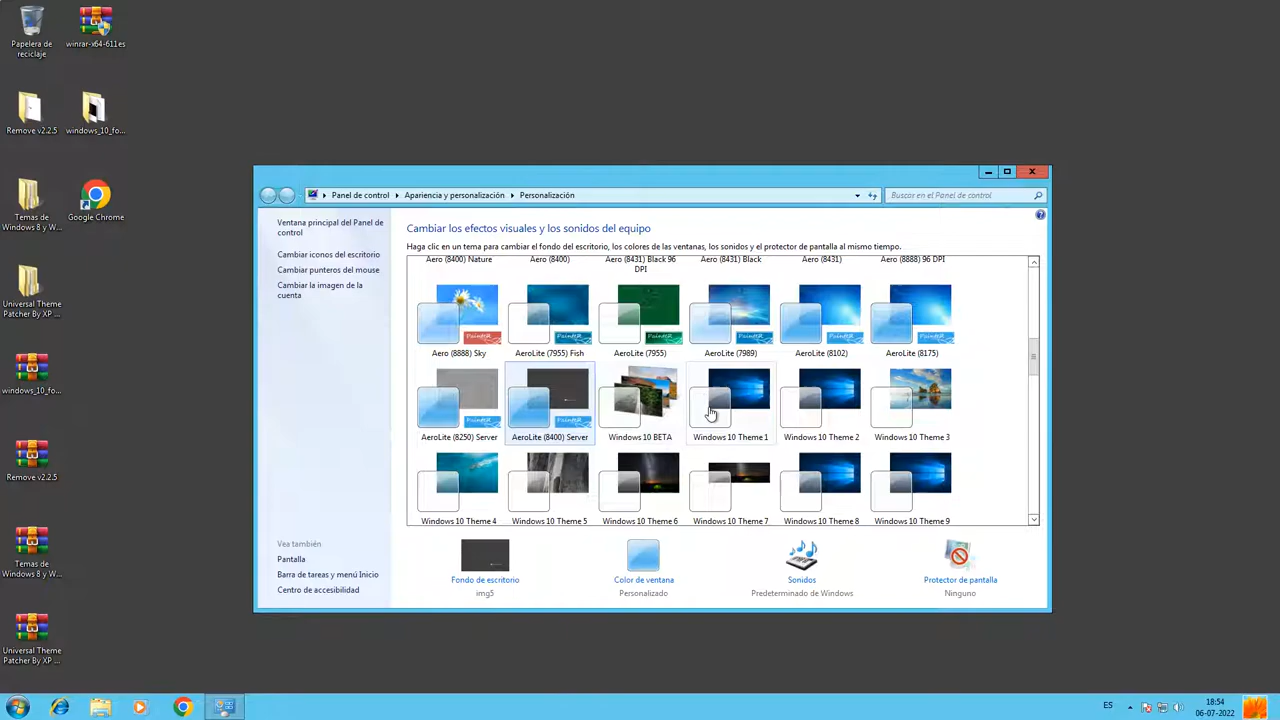 Papelera de
reciclaje
winrar-x64-611es
Remove v2.2.5
windows_10_fo...
Temas de
Windows 8 y W...
Google Chrome
Universal Theme
Patcher By XP ...
windows_10_fo...
Remove v2.2.5
Temas de
Windows 8 y W...
Universal Theme
Patcher By XP ...
Panel de control
Apariencia y personalización
Personalización
Buscar en el Panel de control
Ventana principal del Panel de
control
Cambiar iconos del escritorio
Cambiar punteros del mouse
Cambiar la imagen de la
cuenta
Vea también
Pantalla
Barra de tareas y menú Inicio
Centro de accesibilidad
Cambiar los efectos visuales y los sonidos del equipo
Haga clic en un tema para cambiar el fondo del escritorio, los colores de las ventanas, los sonidos y el protector de pantalla al mismo tiempo.
Aero (8400) Nature
Aero (8400)
Aero (8431) Black 96
DPI
Aero (8431) Black
Aero (8431)
Aero (8888) 96 DPI
Aero (8888) Sky
AeroLite (7955) Fish
AeroLite (7955)
AeroLite (7989)
AeroLite (8102)
AeroLite (8175)
AeroLite (8250) Server
AeroLite (8400) Server
Windows 10 BETA
Windows 10 Theme 1
Windows 10 Theme 2
Windows 10 Theme 3
Windows 10 Theme 4
Windows 10 Theme 5
Windows 10 Theme 6
Windows 10 Theme 7
Windows 10 Theme 8
Windows 10 Theme 9
Fondo de escritorio
img5
Color de ventana
Personalizado
Sonidos
Predeterminado de Windows
Protector de pantalla
Ninguno
ES
18:54
06-07-2022